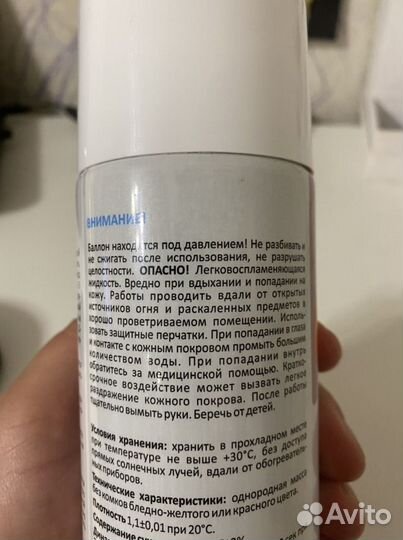 ВНИМАНИЕ!
Баллон находится под давлением! Не разбивать и
не сжигать после использования, не разрушать
целостности. ОПАСНО! Легковоспламеняющаяся
жидкость. Вредно при вдыхании и попадании на
кожу. Работы проводить вдали от открытых
источников огня и раскаленных предметов в
хорошо проветриваемом помещении. Исполь-
зовать защитные перчатки. При попадании в глаза
и контакте с кожным покровом промыть большим
количеством воды. При попадании внутрь
обратитесь за медицинской помощью. Кратко-
срочное воздействие может вызвать легкое
раздражение кожного покрова. После работы
тщательно вымыть руки. Беречь от детей.
Условия хранения: хранить в прохладном месте
при температуре не выше +30°С, без доступа
прямых солнечных лучей, вдали от обогреватель-
ных приборов.
Технические характеристики: однородная масса
без комков бледно-желтого или красного цвета.
Плотность 1,1±0,01 при 20°С.
Содержание
Avito